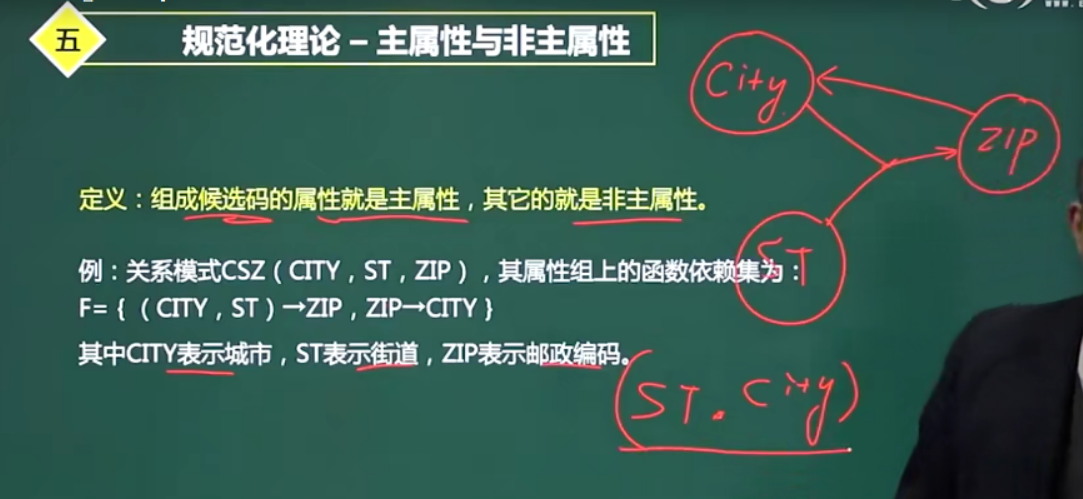 五
规范化理论 – 主属性与非主属性
City
ZIP
定义：组成候选码的属性就是主属性，其它的就是非主属性。
ST
例：关系模式CSZ（CITY，ST，ZIP），其属性组上的函数依赖集为：
F=｛（CITY，ST）→ZIP，ZIP→CITY｝
其中CITY表示城市，ST表示街道，ZIP表示邮政编码。
(ST. City)